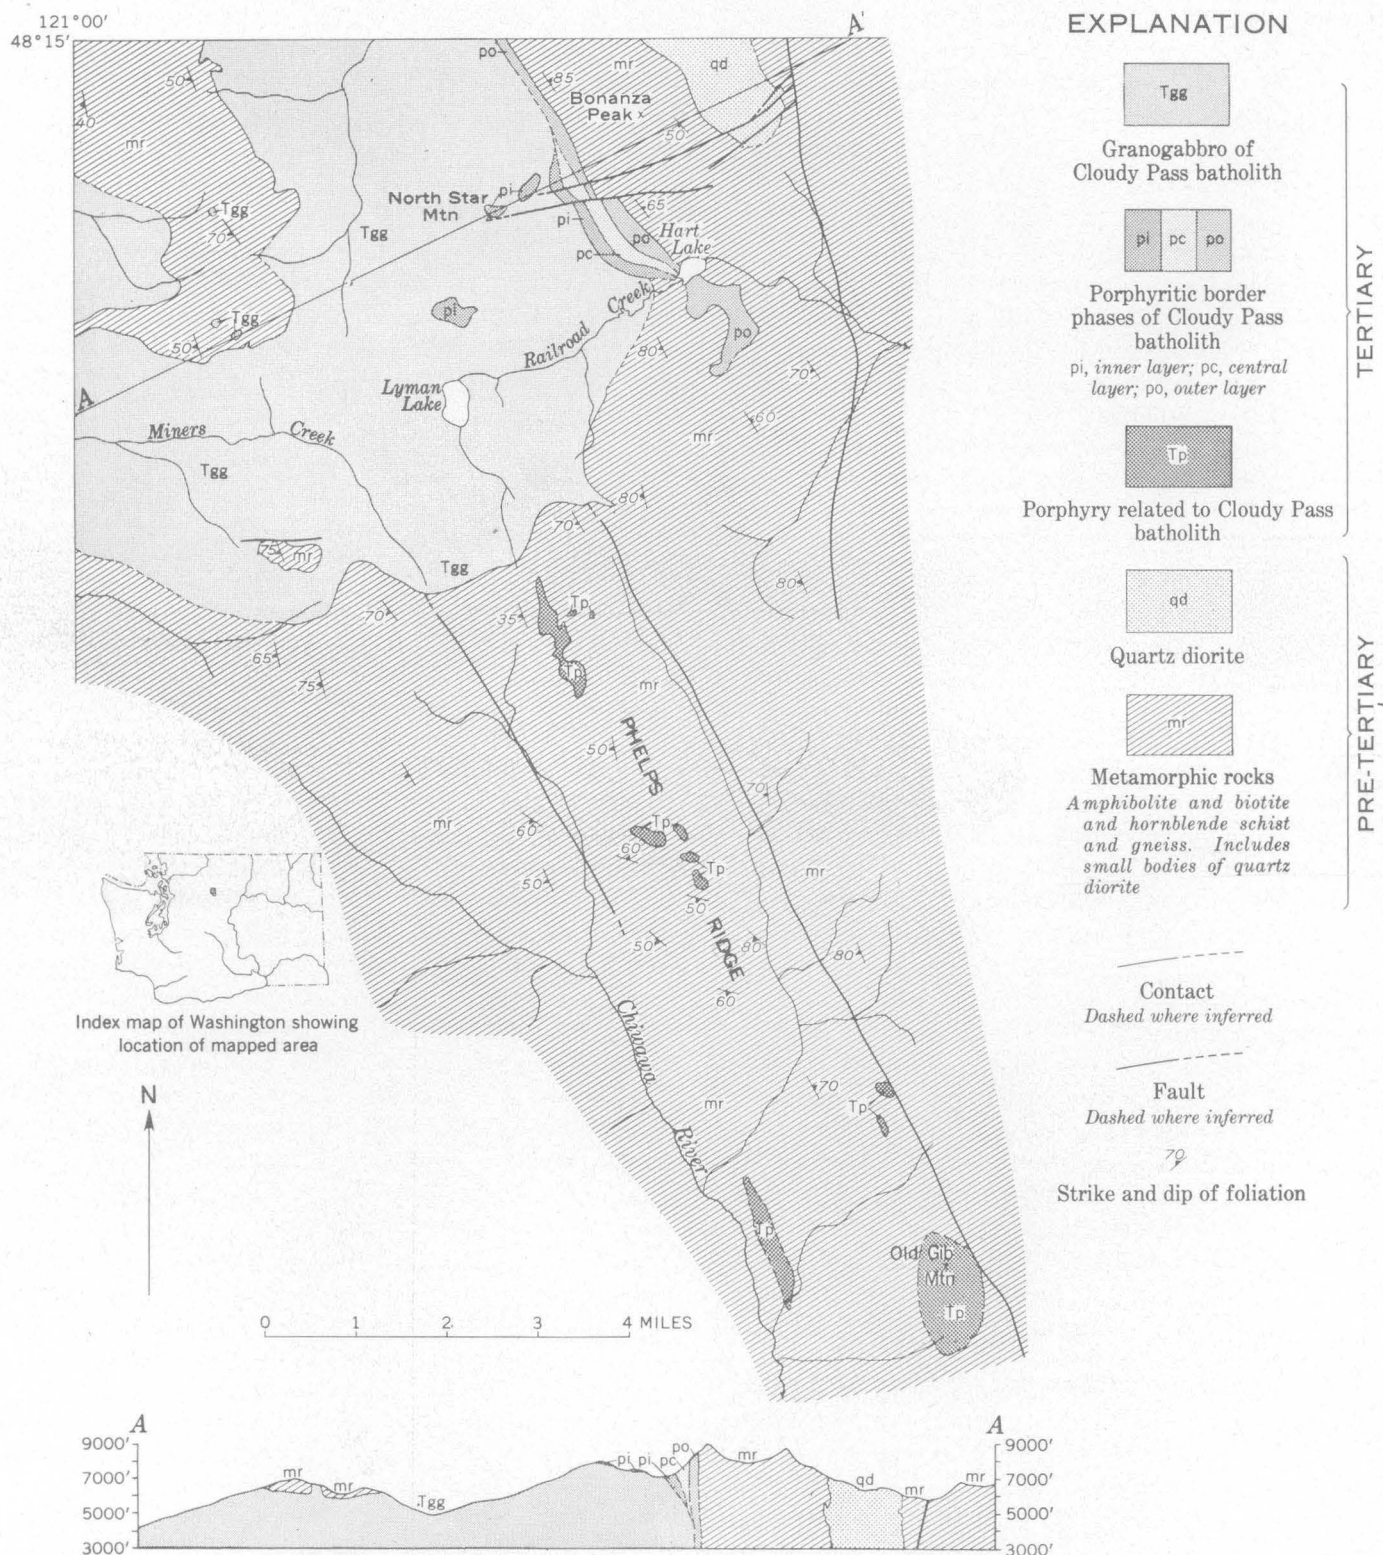 121°00'
48°15'
A'
po
85
mr
qd
50
Bonanza
Peak x
50
40
mr
pi
North Star
Mtn
Tgg
70
Tgg
65
pi
po
Hart
Lake
pc
Tgg
pi
50
Creek
Railroad
80
po
70
A
Lyman
Lake
60
mr
Miners
Creek
Tgg
80
70
75
mr
Tgg
80
70
35
Tp
65
Tp
mr
75
PHELPS
50
70
mr
60
Tp
60
Tp
mr
50
50
RIDGE
50
80
80
60
Chiwawa
70
Tp
mr
River
Tp
Old Gib
Mtn
Tp
Index map of Washington showing
location of mapped area
N
0 1 2 3 4 MILES
EXPLANATION
Tgg
Granogabbro of
Cloudy Pass batholith
pi pc po
Porphyritic border
phases of Cloudy Pass
batholith
pi, inner layer; pc, central
layer; po, outer layer
Tp
Porphyry related to Cloudy Pass
batholith
TERTIARY
qd
Quartz diorite
mr
Metamorphic rocks
Amphibolite and biotite
and hornblende schist
and gneiss. Includes
small bodies of quartz
diorite
PRE-TERTIARY
Contact
Dashed where inferred
Fault
Dashed where inferred
70
Strike and dip of foliation
A
A
9000'
7000'
5000'
3000'
mr
mr
Tgg
pi
pi
pc
po
mr
qd
mr
mr
9000'
7000'
5000'
3000'